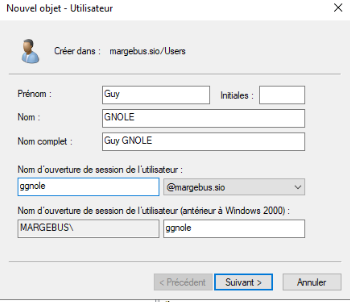 Nouvel objet - Utilisateur
Créer dans : margebus.sio/Users
Prénom : Guy Initiales :
Nom : GNOLE
Nom complet : Guy GNOLE
Nom d'ouverture de session de l'utilisateur :
ggnole @margebus.sio
Nom d'ouverture de session de l'utilisateur (antérieur à Windows 2000) :
MARGEBUS\ ggnole
< Précédent Suivant > Annuler